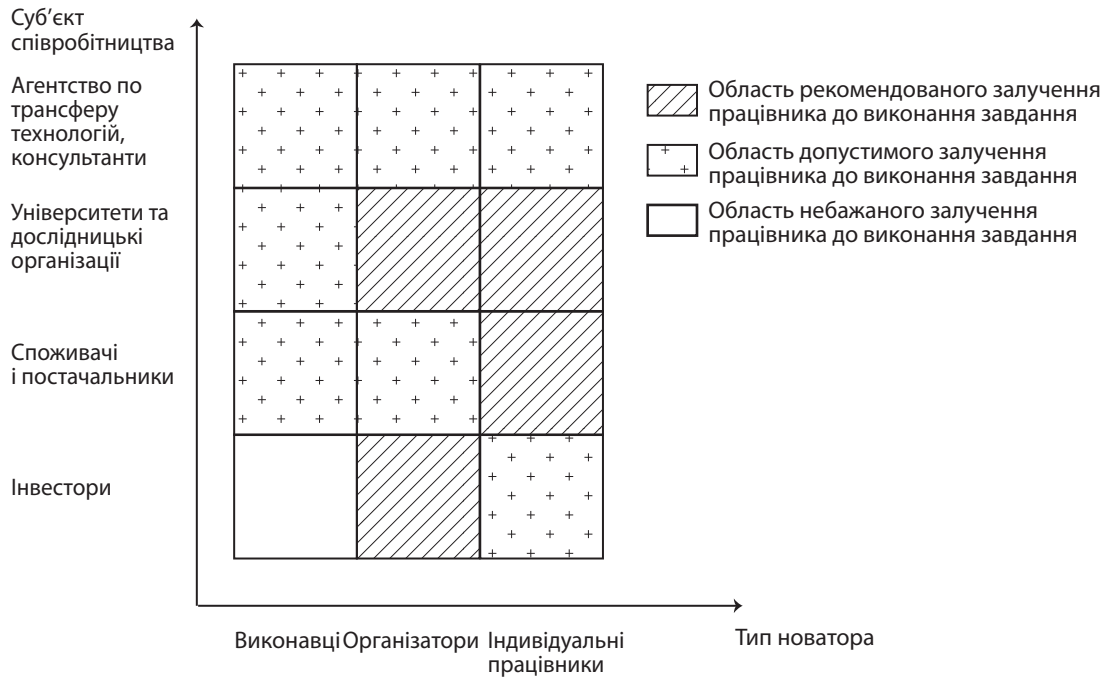 Суб’єкт
співробітництва
Агентство по
трансферу
технологій,
консультанти
Університети та
дослідницькі
організації
Споживачі
і постачальники
Інвестори
Область рекомендованого залучення
працівника до виконання завдання
Область допустимого залучення
працівника до виконання завдання
Область небажаного залучення
працівника до виконання завдання
Виконавці
Організатори
Індивідуальні
працівники
Тип новатора